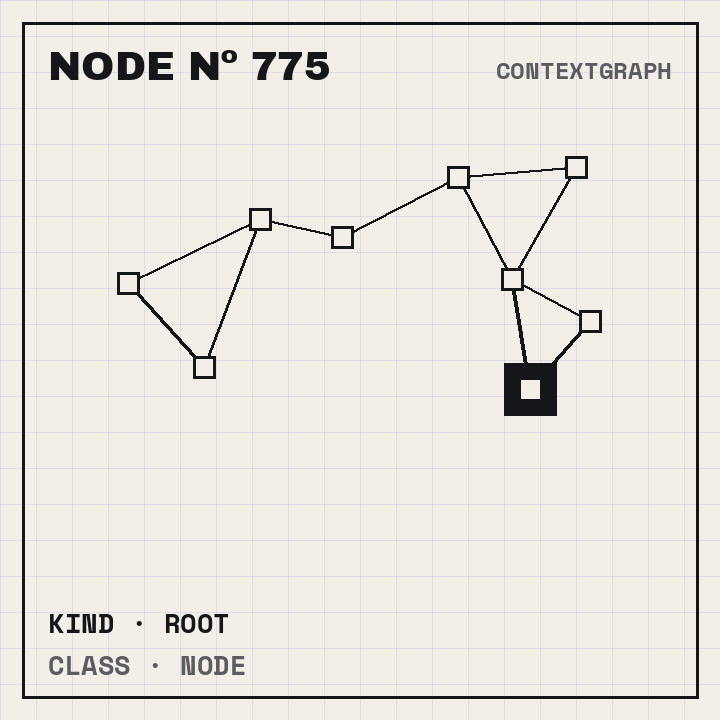 NODE Nº 775
CONTEXTGRAPH
KIND · ROOT
CLASS · NODE